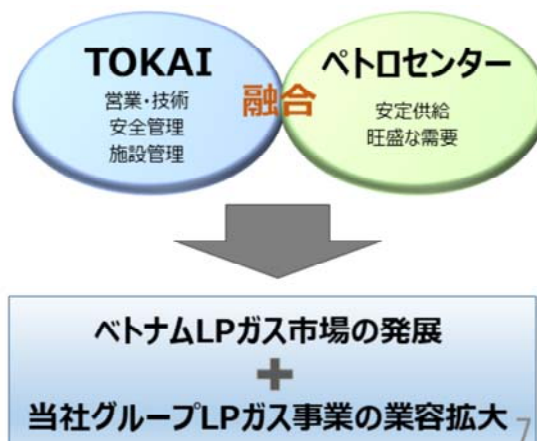 TOKAI
営業・技術
安全管理
施設管理
融合
ペトロセンター
安定供給
旺盛な需要
ベトナムLPガス市場の発展
+
当社グループLPガス事業の業容拡大
7